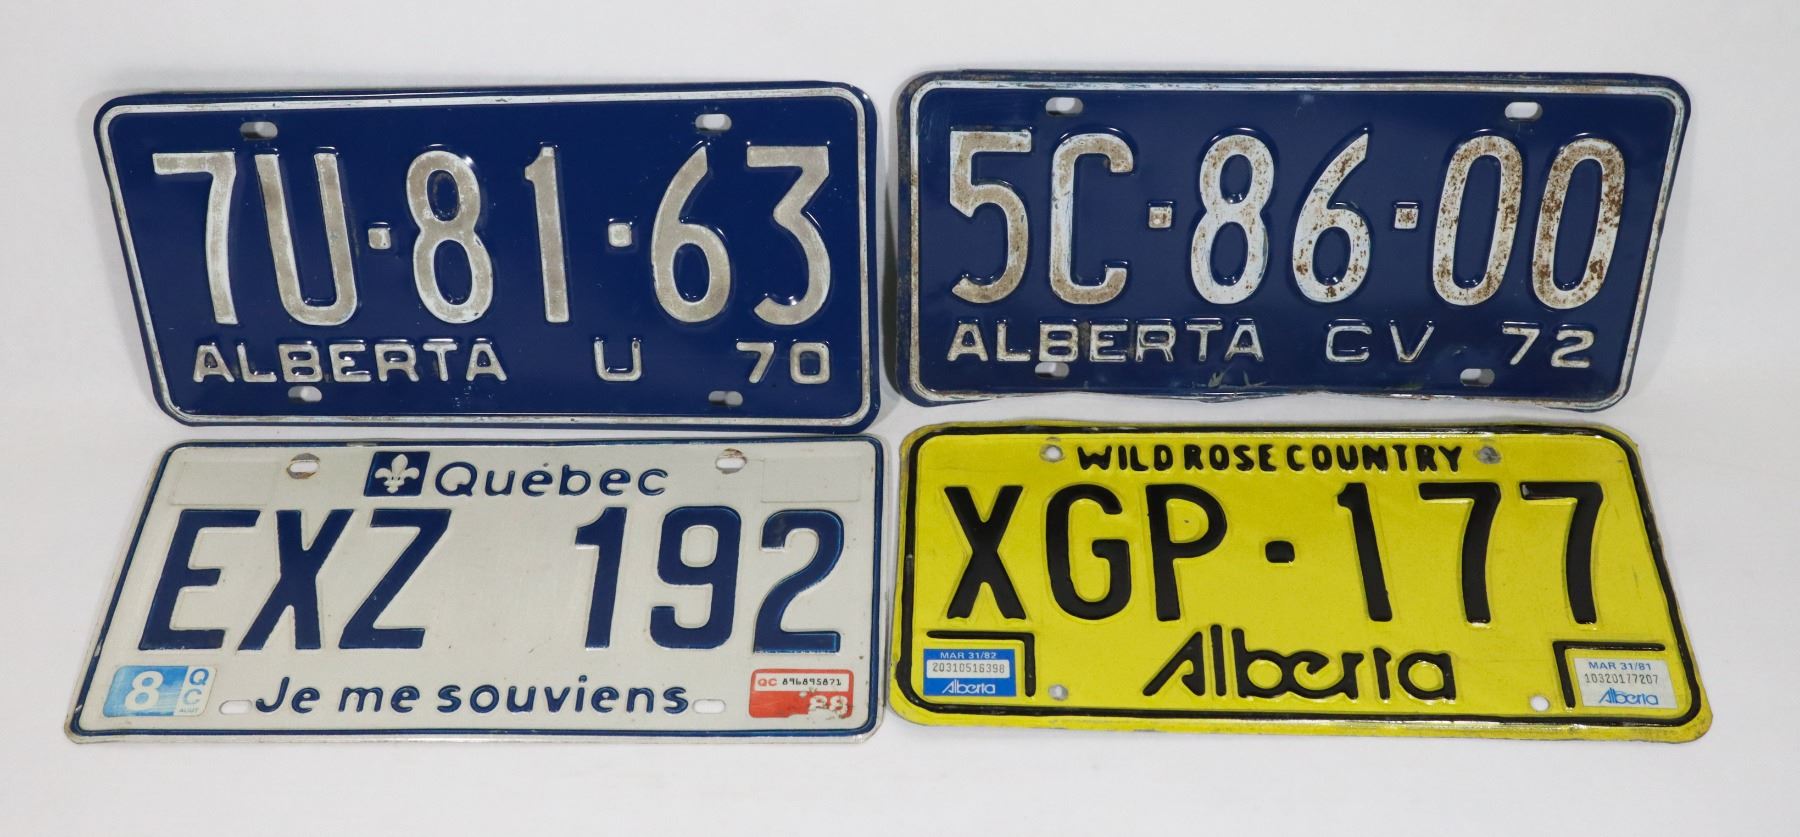 7U·81·63
ALBERTA U 70
5C·86·00
ALBERTA CV 72
Québec
EXZ 192
Je me souviens
8 QC
AOUT
QC 896895871
88
WILD ROSE COUNTRY
XGP·177
Alberta
MAR 31/82
20310516398
Alberta
MAR 31/81
10320177207
Alberta